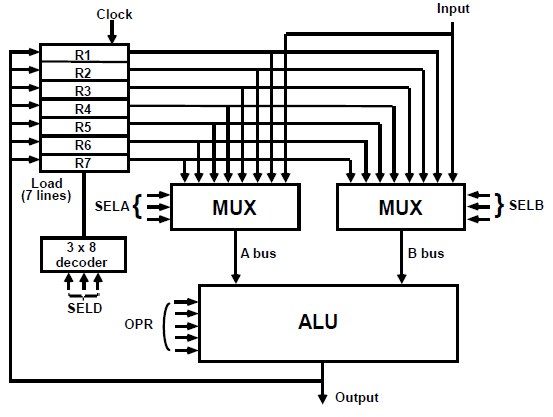 Clock
Input
R1
R2
R3
R4
R5
R6
R7
Load
(7 lines)
SELA {
MUX
MUX
} SELB
3 x 8
decoder
A bus
B bus
SELD
OPR
ALU
Output